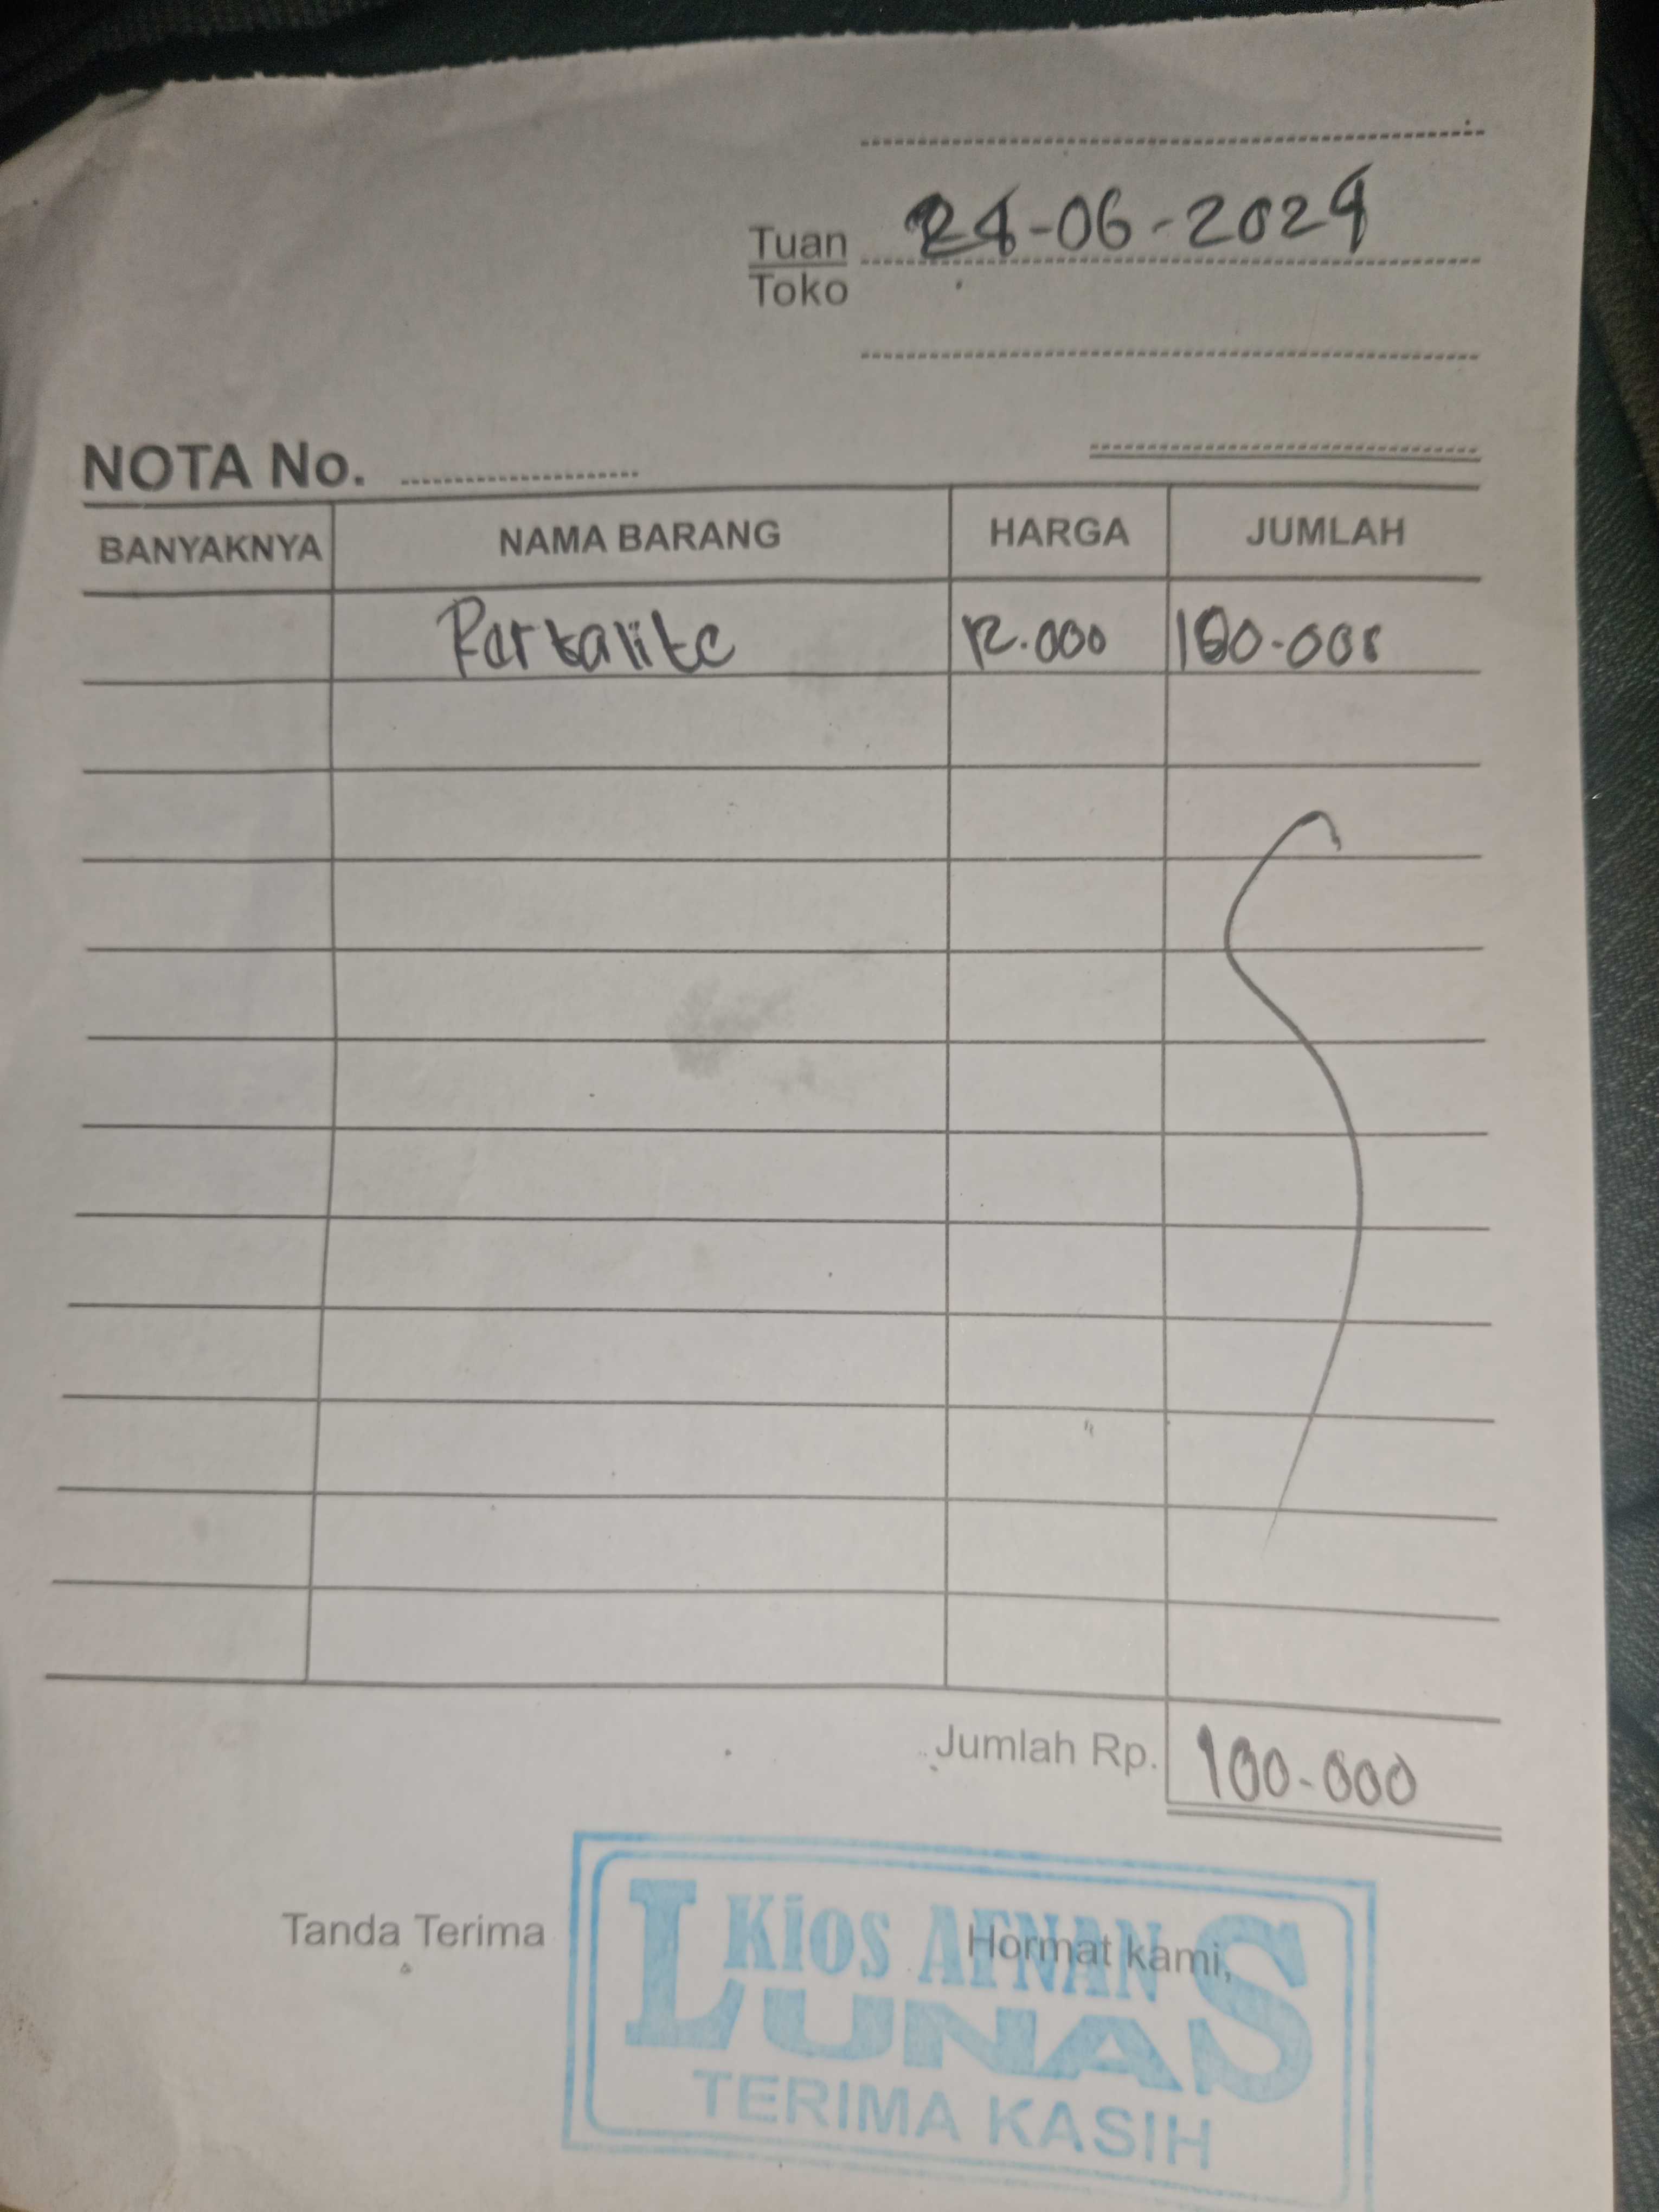 Tuan 24-06-2024
Toko
NOTA No.
BANYAKNYA NAMA BARANG HARGA JUMLAH
Pertalite 12.000 100.000
Jumlah Rp. 100.000
Tanda Terima Hormat kami,
Kios AFNAN
LUNAS
TERIMA KASIH